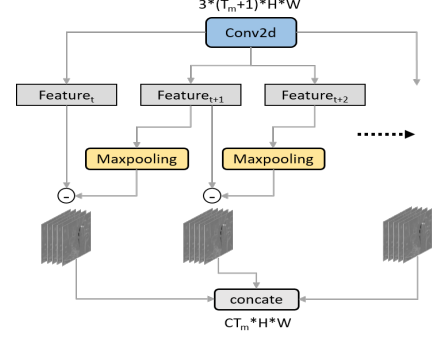 3*(Tₘ+1)*H*W
Conv2d
Featureₜ
Featureₜ₊₁
Featureₜ₊₂
Maxpooling
Maxpooling
-
-
concate
CTₘ*H*W